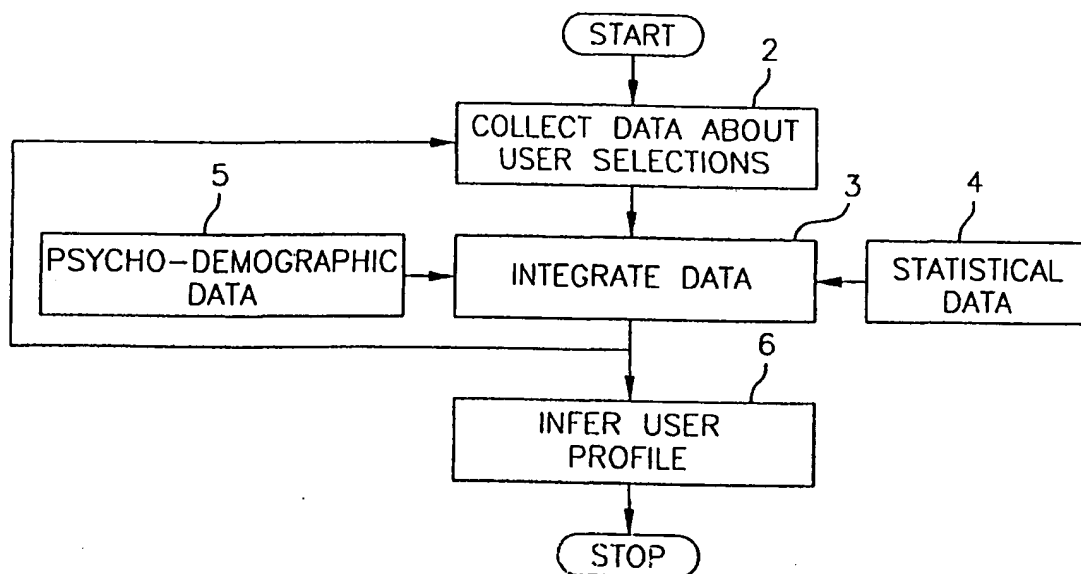 START
2
COLLECT DATA ABOUT
USER SELECTIONS
5
3
4
PSYCHO-DEMOGRAPHIC
DATA
INTEGRATE DATA
STATISTICAL
DATA
6
INFER USER
PROFILE
STOP